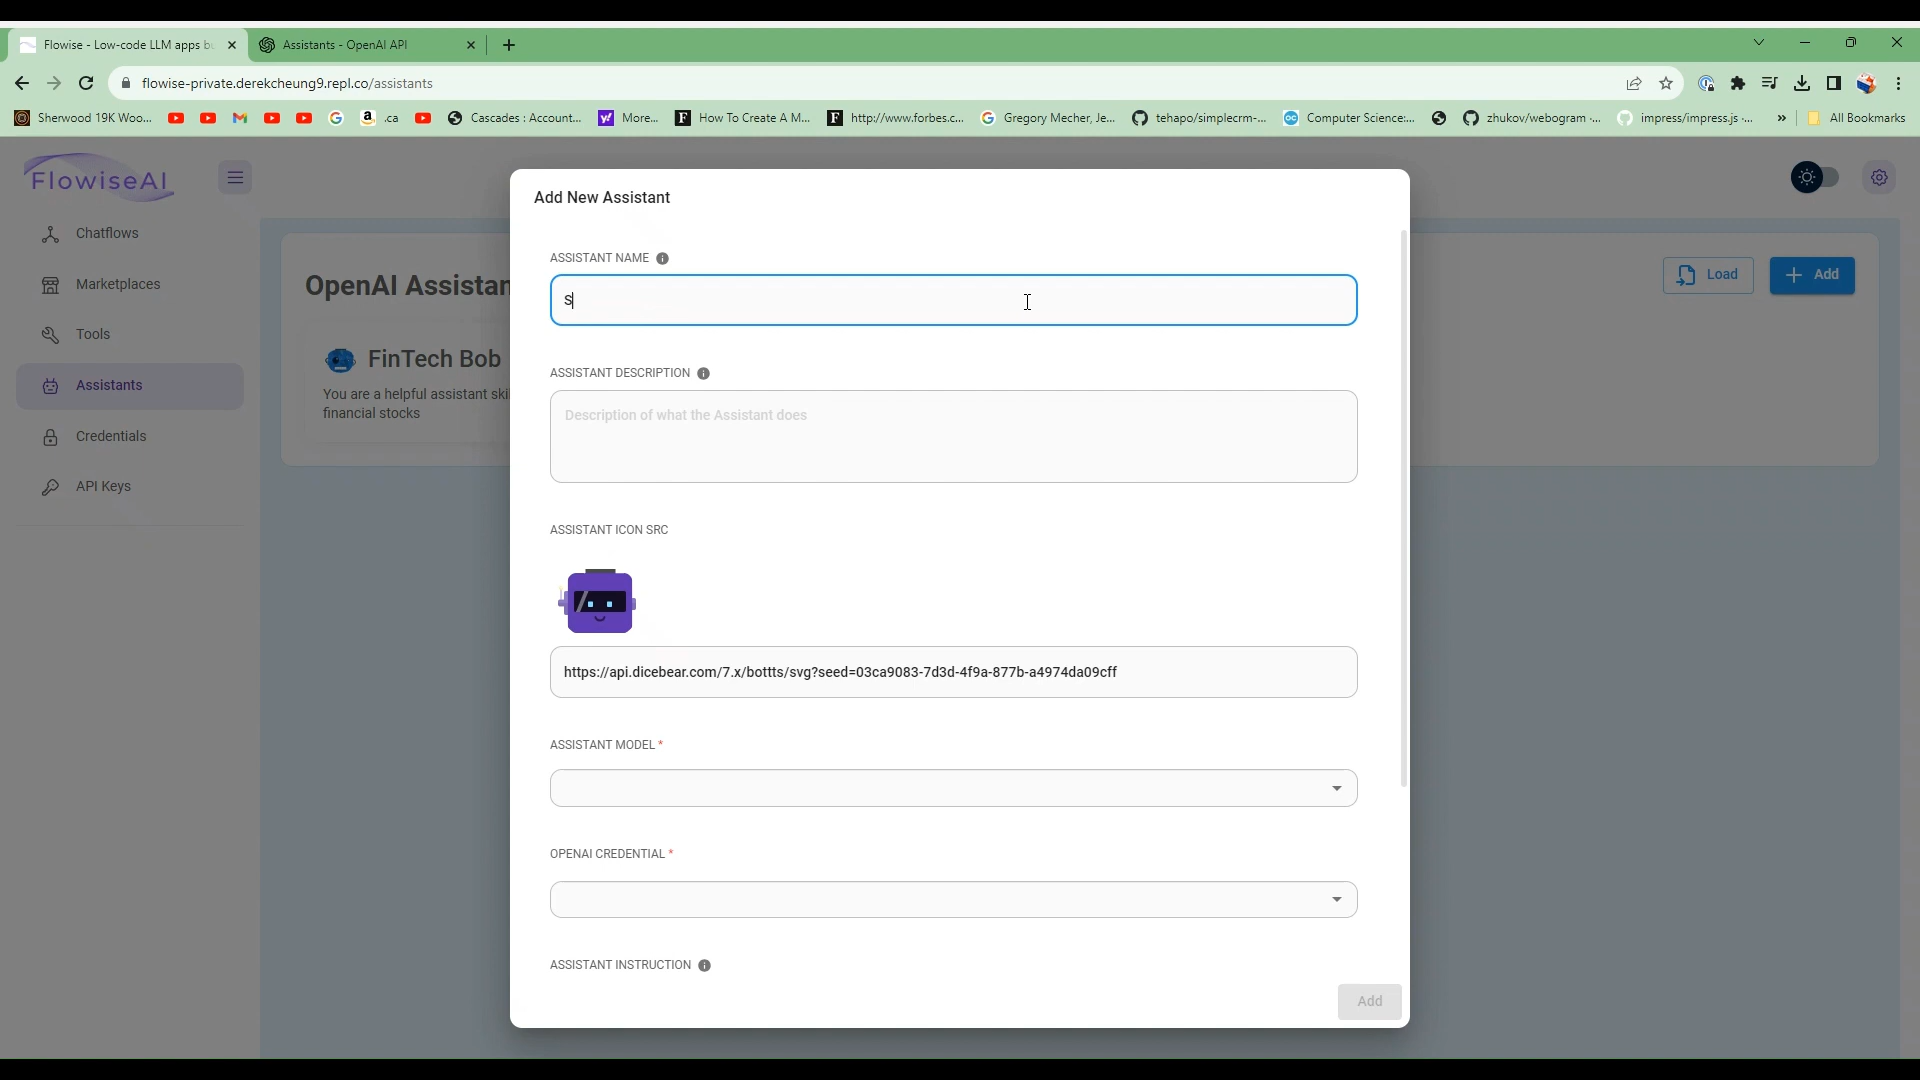 Flowise - Low-code LLM apps bu
Assistants - OpenAI API
flowise-private.derekcheung9.repl.co/assistants
Sherwood 19K Woo...
.ca
Cascades : Account...
More...
How To Create A M...
http://www.forbes.c...
Gregory Mecher, Je...
tehapo/simplecrm-...
Computer Science:...
zhukov/webogram -...
impress/impress.js -...
»
All Bookmarks
FlowiseAI
Chatflows
Marketplaces
Tools
Assistants
Credentials
API Keys
OpenAI Assistan
Load
Add
FinTech Bob
You are a helpful assistant ski
financial stocks
Add New Assistant
ASSISTANT NAME
S
ASSISTANT DESCRIPTION
Description of what the Assistant does
ASSISTANT ICON SRC
https://api.dicebear.com/7.x/bottts/svg?seed=03ca9083-7d3d-4f9a-877b-a4974da09cff
ASSISTANT MODEL *
OPENAI CREDENTIAL *
ASSISTANT INSTRUCTION
Add